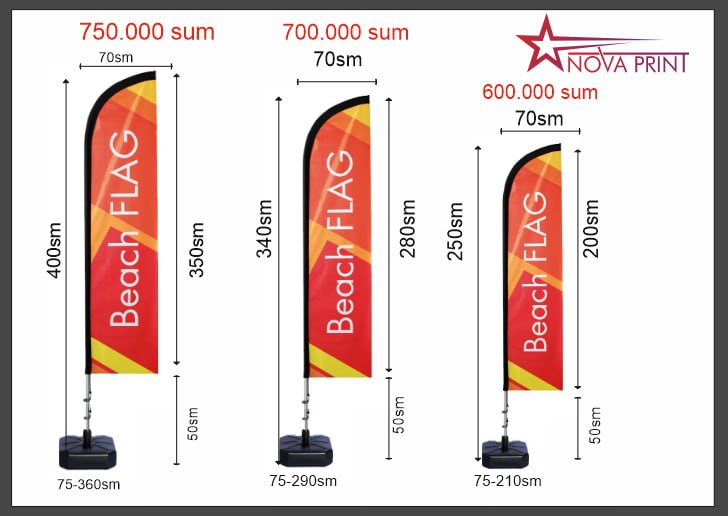 750.000 sum
70sm
400sm
Beach FLAG
350sm
50sm
75-360sm
700.000 sum
70sm
340sm
Beach FLAG
280sm
50sm
75-290sm
NOVA PRINT
600.000 sum
70sm
250sm
Beach FLAG
200sm
50sm
75-210sm